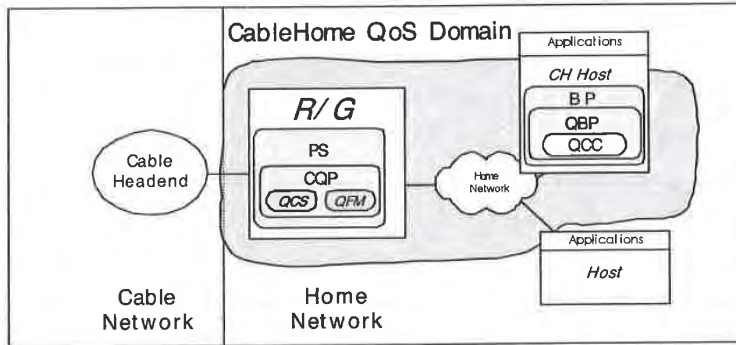 CableHome QoS Domain
Applications
CH Host
BP
QBP
QCC
R/G
PS
CQP
QCS
QFM
Cable
Headend
Home
Network
Applications
Host
Cable
Network
Home
Network